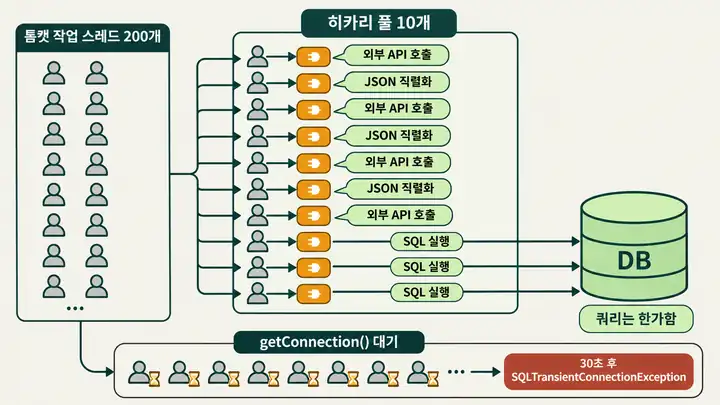 톰캣 작업 스레드 200개
...
히카리 풀 10개
외부 API 호출
JSON 직렬화
외부 API 호출
JSON 직렬화
외부 API 호출
JSON 직렬화
외부 API 호출
SQL 실행
SQL 실행
SQL 실행
DB
쿼리는 한가함
getConnection() 대기
...
30초 후
SQLTransientConnectionException